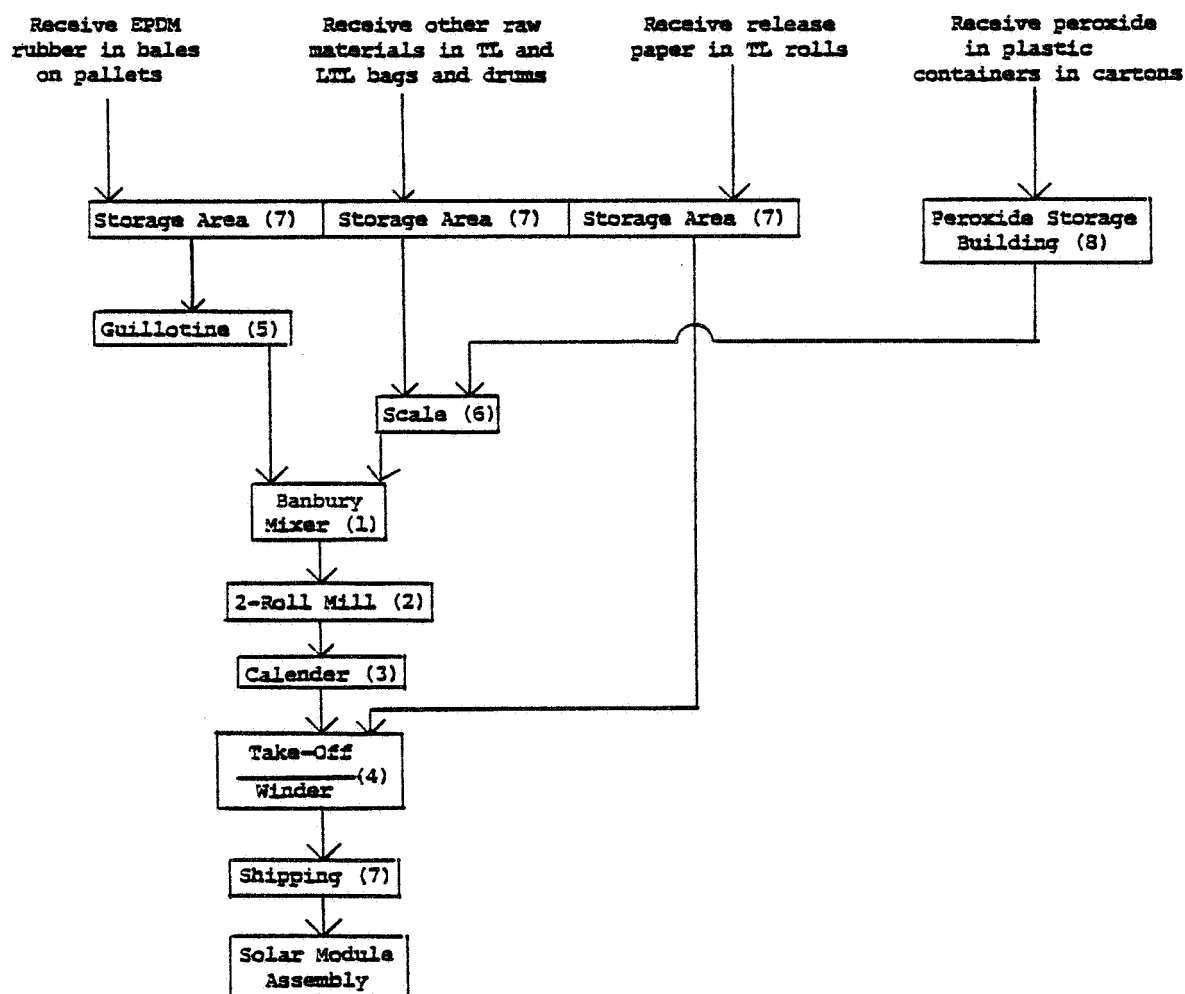 Receive EPDM
rubber in bales
on pallets
Receive other raw
materials in TL and
LTL bags and drums
Receive release
paper in TL rolls
Receive peroxide
in plastic
containers in cartons
Storage Area (7)
Storage Area (7)
Storage Area (7)
Peroxide Storage
Building (8)
Guillotine (5)
Scale (6)
Banbury
Mixer (1)
2-Roll Mill (2)
Calender (3)
Take-Off
(4)
Winder
Shipping (7)
Solar Module
Assembly